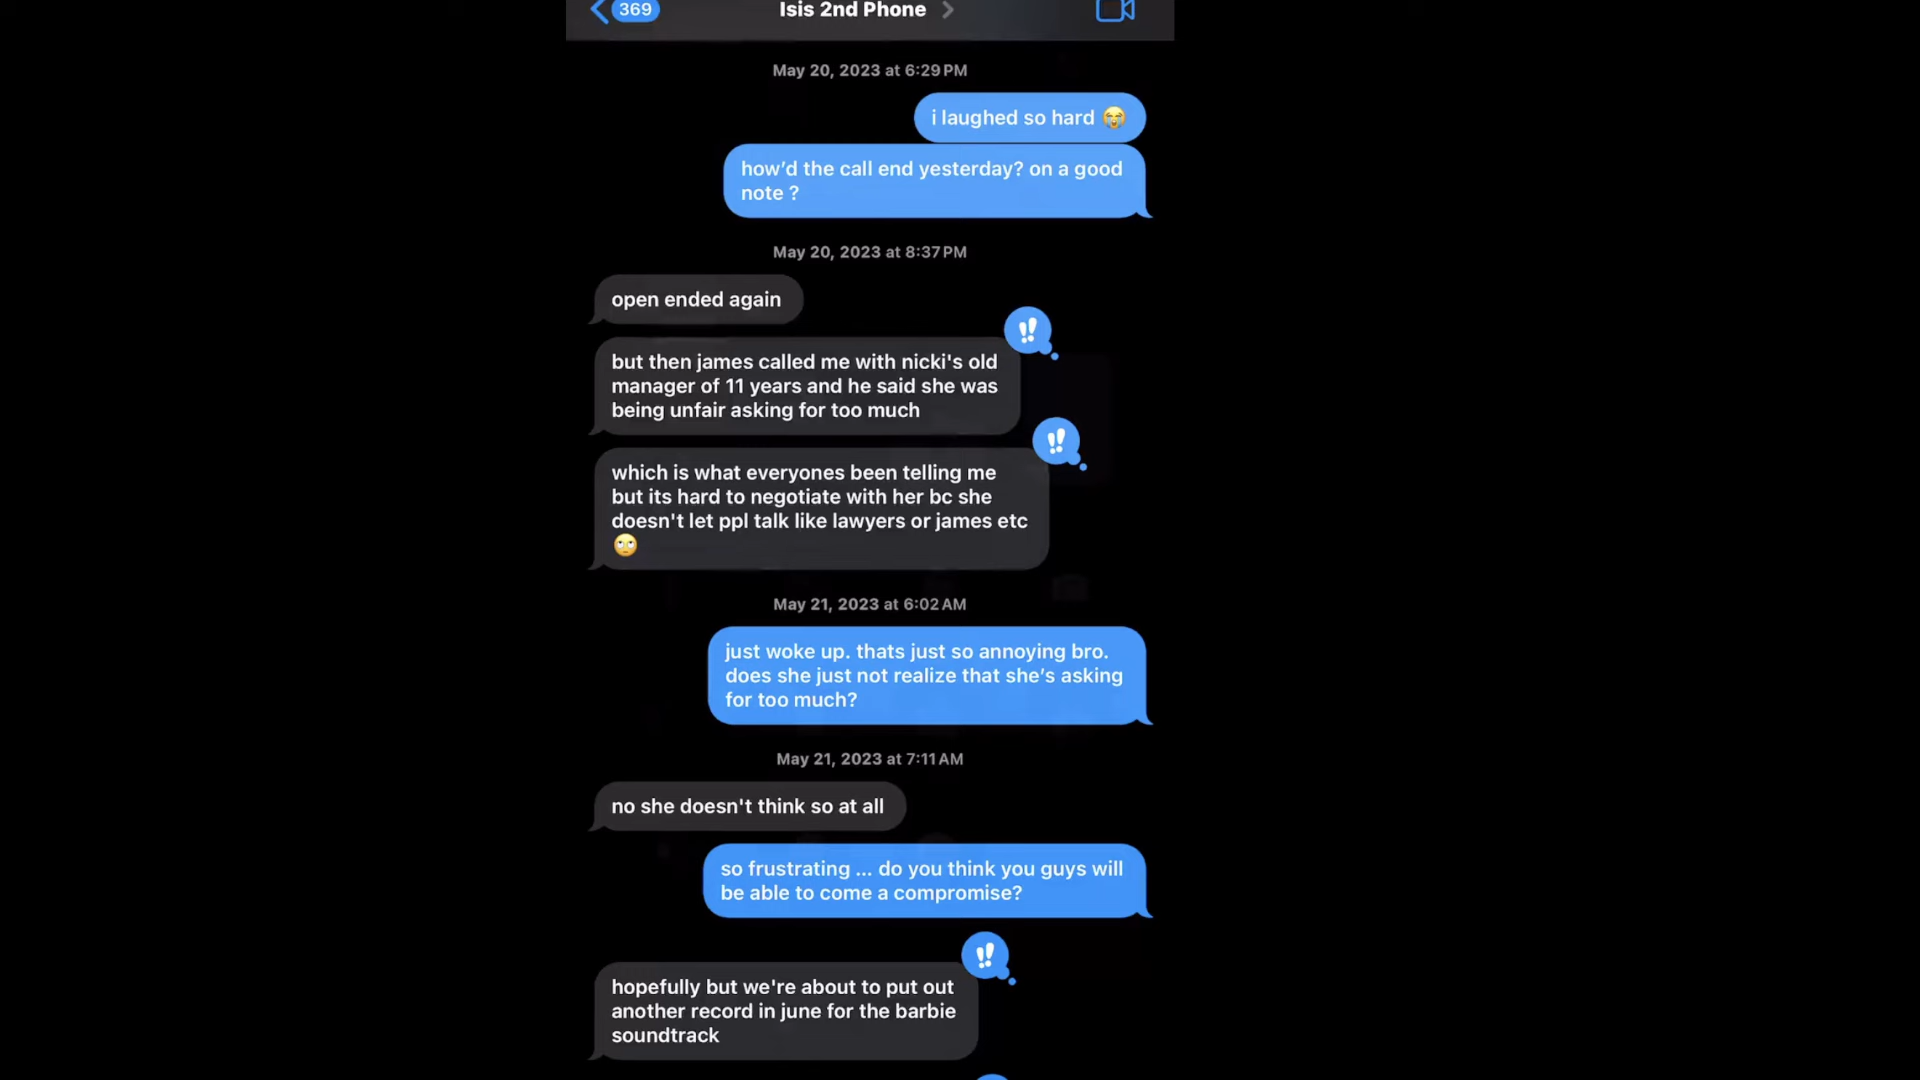 369
Isis 2nd Phone
May 20, 2023 at 6:29 PM
i laughed so hard 😭
how’d the call end yesterday? on a good
note ?
May 20, 2023 at 8:37 PM
open ended again
but then james called me with nicki's old
manager of 11 years and he said she was
being unfair asking for too much
which is what everyones been telling me
but its hard to negotiate with her bc she
doesn't let ppl talk like lawyers or james etc
🙄
May 21, 2023 at 6:02 AM
just woke up. thats just so annoying bro.
does she just not realize that she’s asking
for too much?
May 21, 2023 at 7:11 AM
no she doesn't think so at all
so frustrating ... do you think you guys will
be able to come a compromise?
hopefully but we're about to put out
another record in june for the barbie
soundtrack